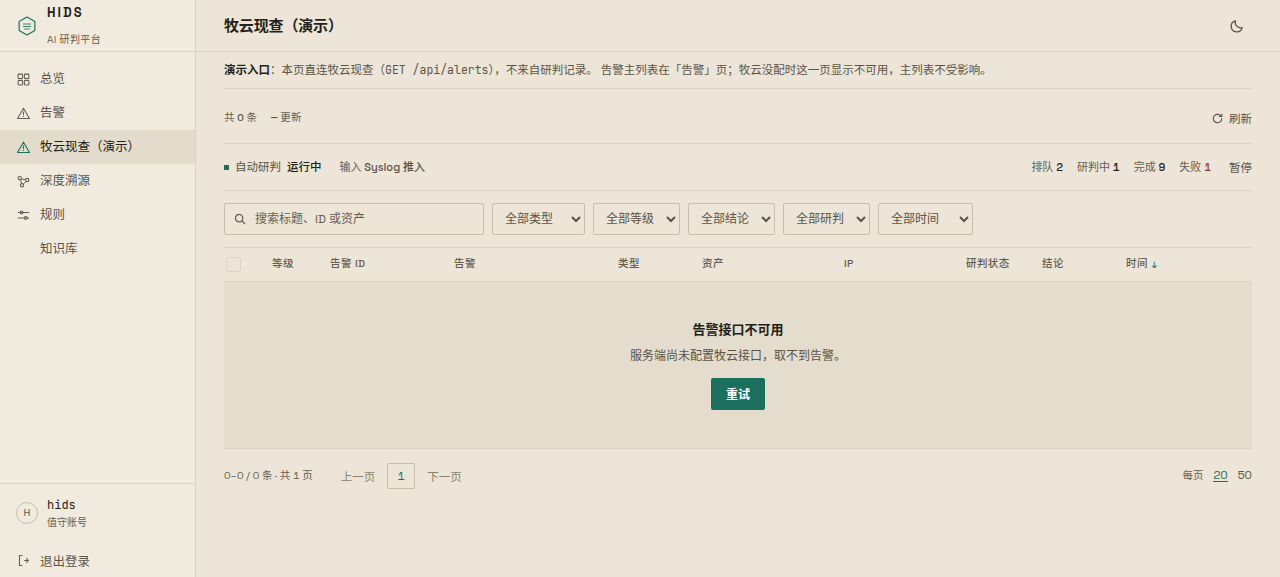 HIDS
AI 研判平台
总览
告警
牧云现查（演示）
深度溯源
规则
知识库
hids
H
值守账号
退出登录
牧云现查（演示）
演示入口：本页直连牧云现查（GET /api/alerts），不来自研判记录。 告警主列表在「告警」页；牧云没配时这一页显示不可用，主列表不受影响。
共 0 条 — 更新
刷新
自动研判 运行中 输入 Syslog 推入
排队 2 研判中 1 完成 9 失败 1 暂停
搜索标题、ID 或资产
全部类型 全部等级 全部结论 全部研判 全部时间
等级 告警 ID 告警 类型 资产 IP 研判状态 结论 时间 ↓
告警接口不可用
服务端尚未配置牧云接口，取不到告警。
重试
0–0 / 0 条 · 共 1 页 上一页 1 下一页
每页 20 50